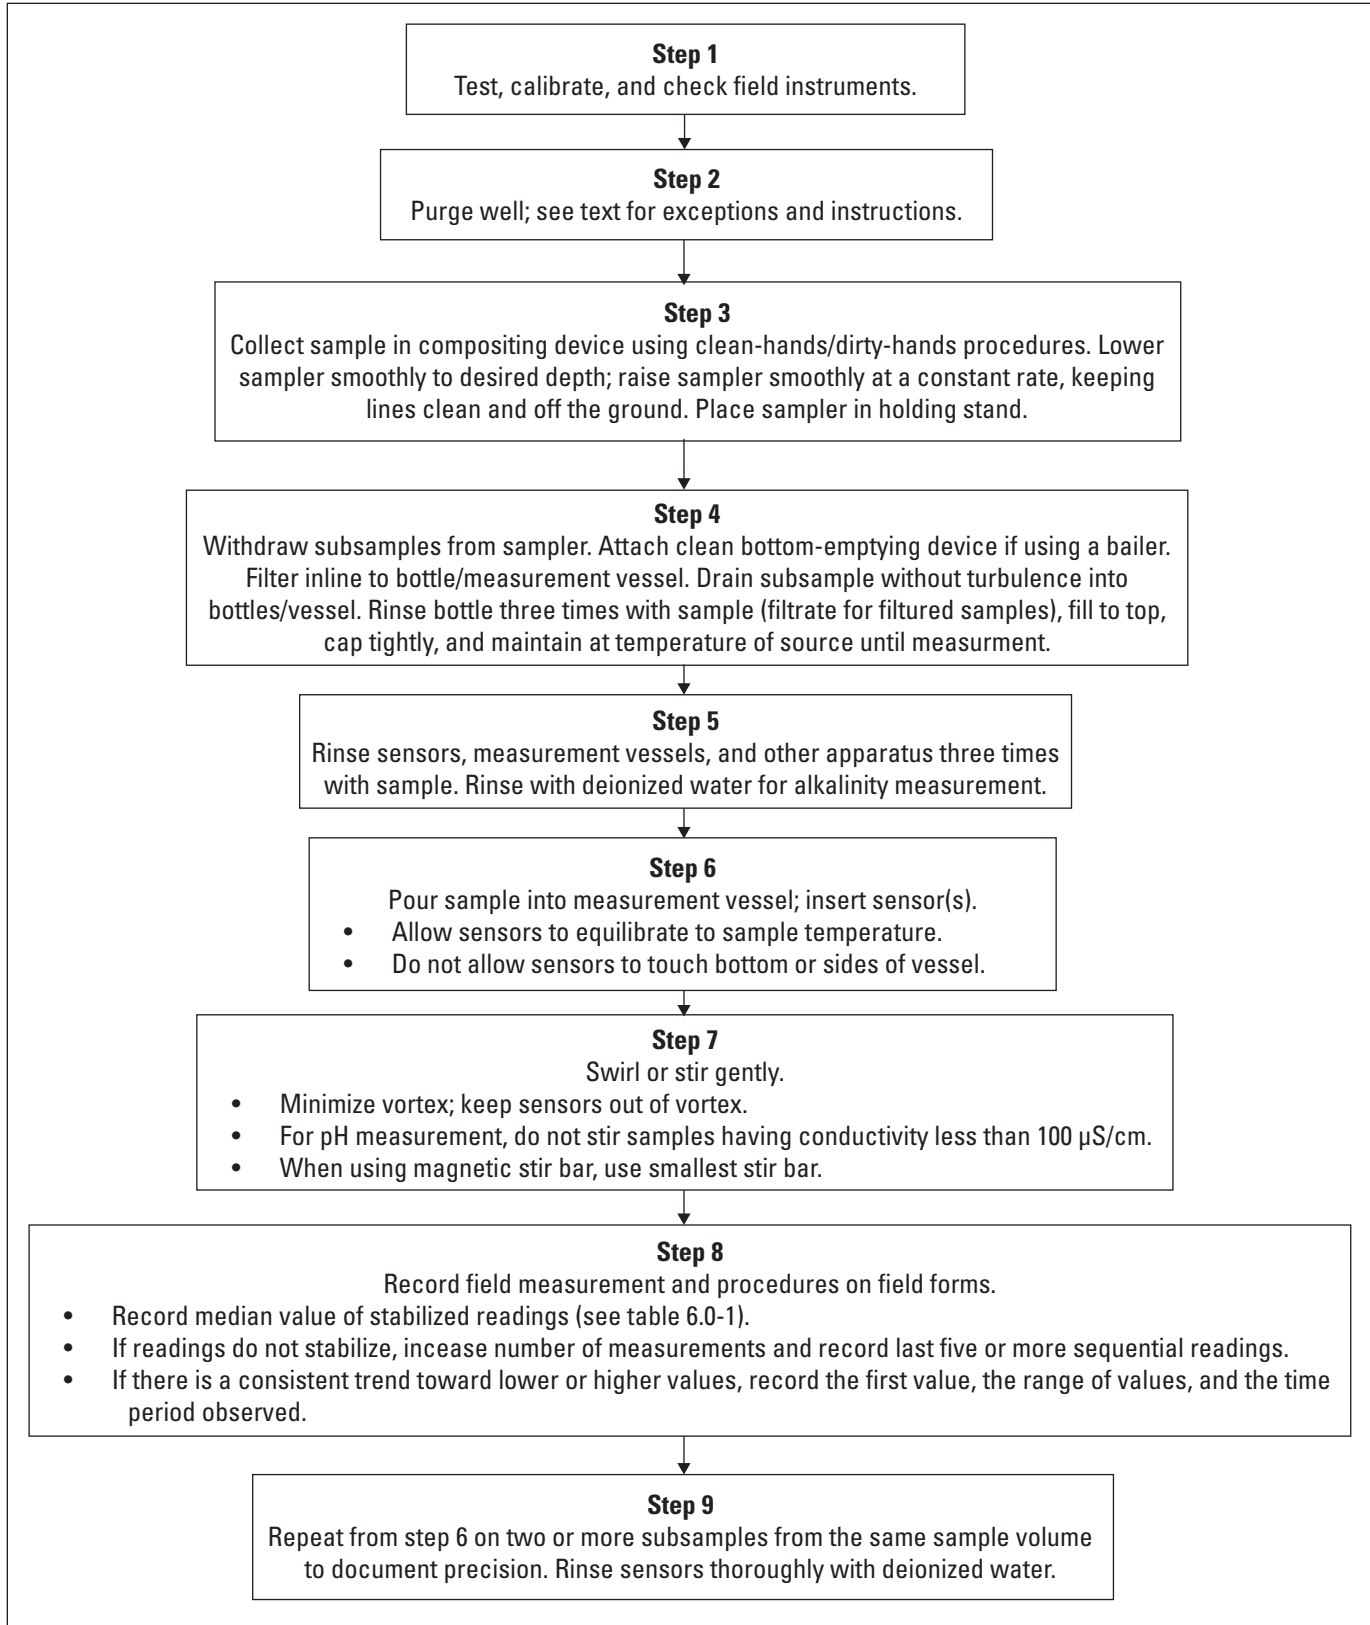 Step 1
Test, calibrate, and check field instruments.
Step 2
Purge well; see text for exceptions and instructions.
Step 3
Collect sample in compositing device using clean-hands/dirty-hands procedures. Lower
sampler smoothly to desired depth; raise sampler smoothly at a constant rate, keeping
lines clean and off the ground. Place sampler in holding stand.
Step 4
Withdraw subsamples from sampler. Attach clean bottom-emptying device if using a bailer.
Filter inline to bottle/measurement vessel. Drain subsample without turbulence into
bottles/vessel. Rinse bottle three times with sample (filtrate for filtured samples), fill to top,
cap tightly, and maintain at temperature of source until measurment.
Step 5
Rinse sensors, measurement vessels, and other apparatus three times
with sample. Rinse with deionized water for alkalinity measurement.
Step 6
Pour sample into measurement vessel; insert sensor(s).
• Allow sensors to equilibrate to sample temperature.
• Do not allow sensors to touch bottom or sides of vessel.
Step 7
Swirl or stir gently.
• Minimize vortex; keep sensors out of vortex.
• For pH measurement, do not stir samples having conductivity less than 100 µS/cm.
• When using magnetic stir bar, use smallest stir bar.
Step 8
Record field measurement and procedures on field forms.
• Record median value of stabilized readings (see table 6.0-1).
• If readings do not stabilize, increase number of measurements and record last five or more sequential readings.
• If there is a consistent trend toward lower or higher values, record the first value, the range of values, and the time
period observed.
Step 9
Repeat from step 6 on two or more subsamples from the same sample volume
to document precision. Rinse sensors thoroughly with deionized water.